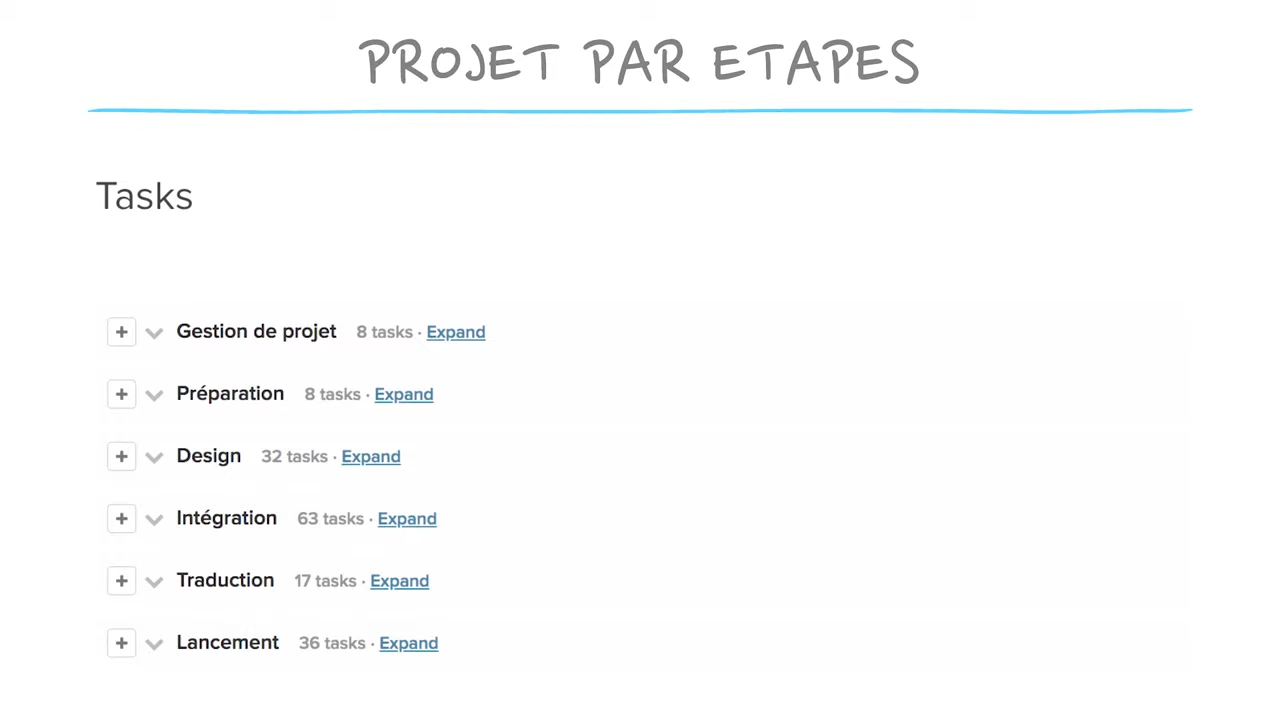 PROJET PAR ETAPES
Tasks
+ Gestion de projet 8 tasks · Expand
+ Préparation 8 tasks · Expand
+ Design 32 tasks · Expand
+ Intégration 63 tasks · Expand
+ Traduction 17 tasks · Expand
+ Lancement 36 tasks · Expand